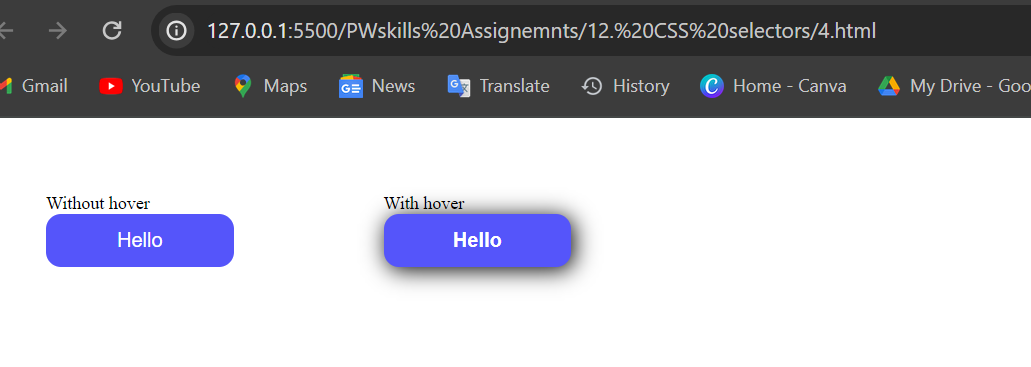 127.0.0.1:5500/PWskills%20Assignemnts/12.%20CSS%20selectors/4.html
Gmail YouTube Maps News Translate History Home - Canva My Drive - Goo
Without hover With hover
Hello Hello